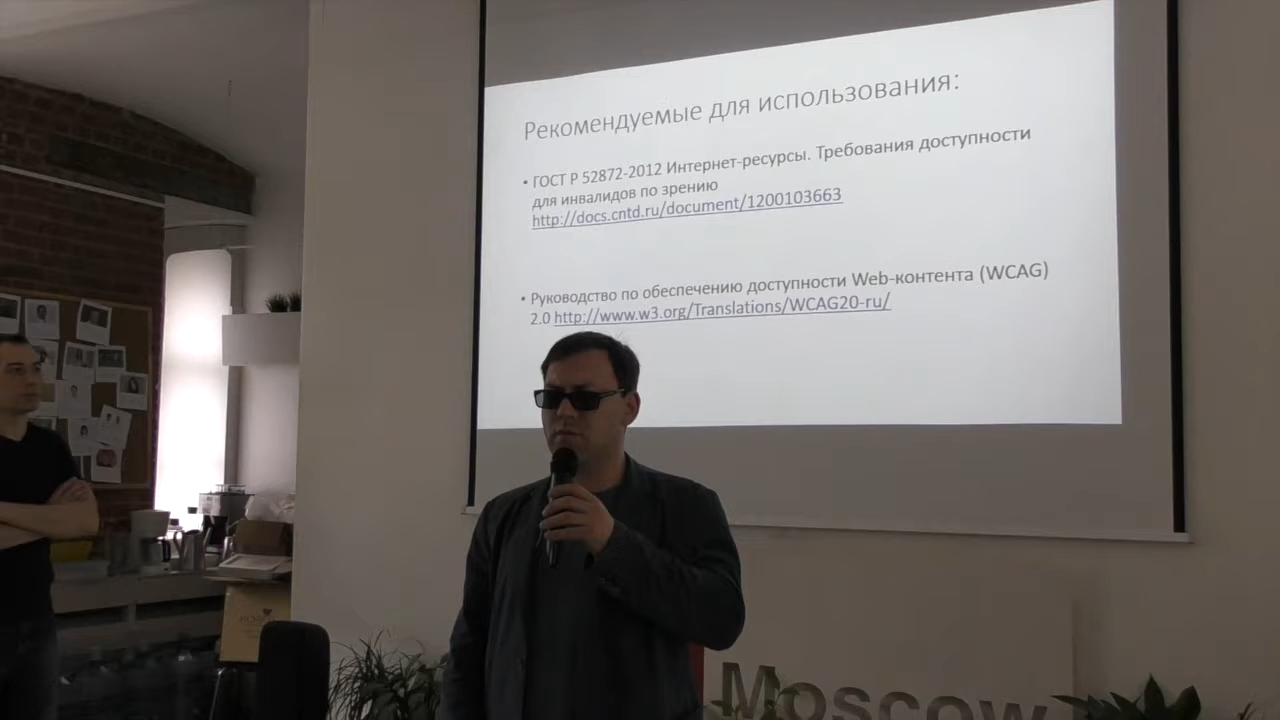 Рекомендуемые для использования:
• ГОСТ Р 52872-2012 Интернет-ресурсы. Требования доступности
для инвалидов по зрению
http://docs.cntd.ru/document/1200103663
• Руководство по обеспечению доступности Web-контента (WCAG)
2.0 http://www.w3.org/Translations/WCAG20-ru/
Moscow